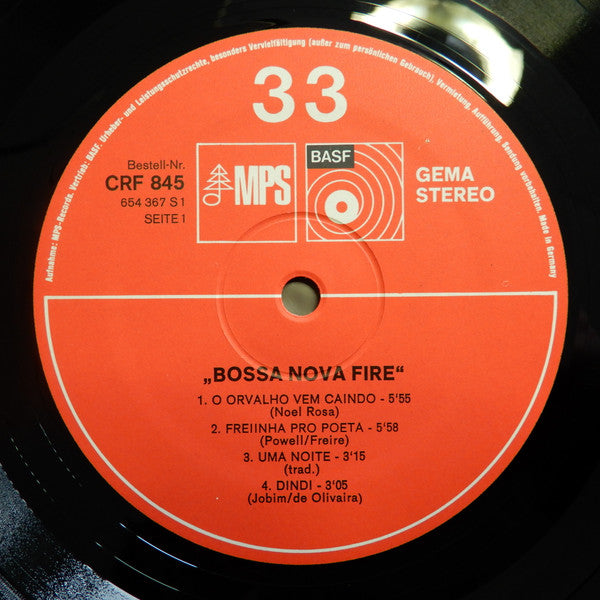 Aufnahme: MPS-Records. Vertrieb: BASF. Urheber- und Leistungsschutzrechte, besonders Vervielfältigung (außer zum persönlichen Gebrauch), Vermietung, Aufführung, Sendung vorbehalten. Made in Germany
33
Bestell-Nr.
CRF 845
654 367 S 1
SEITE 1
MPS
BASF
GEMA
STEREO
„BOSSA NOVA FIRE“
1. O ORVALHO VEM CAINDO - 5'55
(Noel Rosa)
2. FREIINHA PRO POETA - 5'58
(Powell/Freire)
3. UMA NOITE - 3'15
(trad.)
4. DINDI - 3'05
(Jobim/de Olivaira)